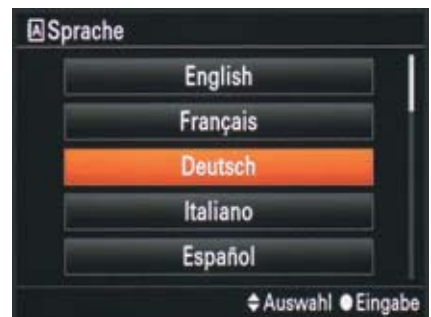 A Sprache
English
Français
Deutsch
Italiano
Español
Auswahl Eingabe